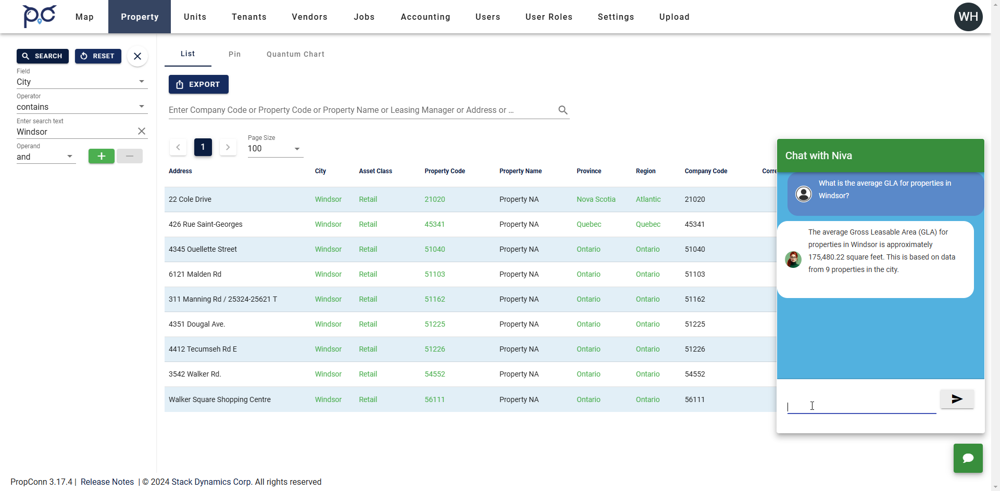 pc Map Property Units Tenants Vendors Jobs Accounting Users User Roles Settings Upload WH
SEARCH RESET
Field
City
Operator
contains
Enter search text
Windsor
Operand
and
List Pin Quantum Chart
EXPORT
Enter Company Code or Property Code or Property Name or Leasing Manager or Address or ...
1
Page Size
100
Address City Asset Class Property Code Property Name Province Region Company Code Corre
22 Cole Drive Windsor Retail 21020 Property NA Nova Scotia Atlantic 21020
426 Rue Saint-Georges Windsor Retail 45341 Property NA Quebec Quebec 45341
4345 Ouellette Street Windsor Retail 51040 Property NA Ontario Ontario 51040
6121 Malden Rd Windsor Retail 51103 Property NA Ontario Ontario 51103
311 Manning Rd / 25324-25621 T Windsor Retail 51162 Property NA Ontario Ontario 51162
4351 Dougal Ave. Windsor Retail 51225 Property NA Ontario Ontario 51225
4412 Tecumseh Rd E Windsor Retail 51226 Property NA Ontario Ontario 51226
3542 Walker Rd. Windsor Retail 54552 Property NA Ontario Ontario 54552
Walker Square Shopping Centre Windsor Retail 56111 Property NA Ontario Ontario 56111
Chat with Niva
What is the average GLA for properties in
Windsor?
The average Gross Leasable Area (GLA) for
properties in Windsor is approximately
175,480.22 square feet. This is based on data
from 9 properties in the city.
PropConn 3.17.4 | Release Notes | © 2024 Stack Dynamics Corp. All rights reserved